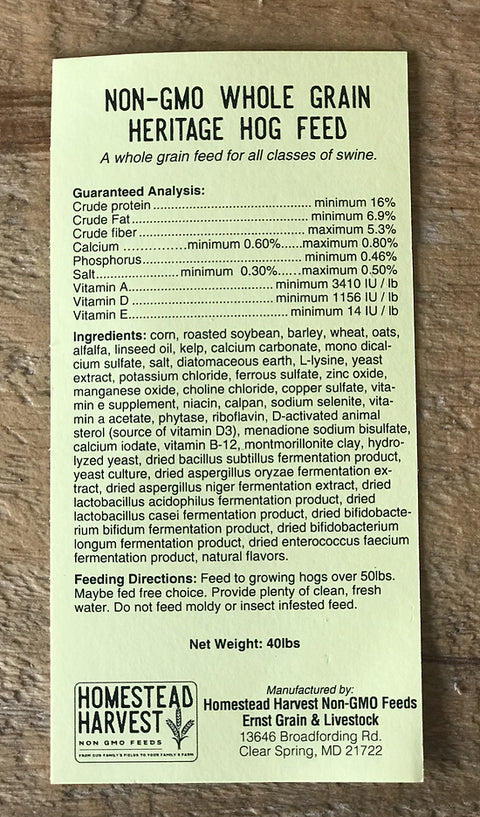 NON-GMO WHOLE GRAIN
HERITAGE HOG FEED
A whole grain feed for all classes of swine.
Guaranteed Analysis:
Crude protein ........................................ minimum 16%
Crude Fat............................................. minimum 6.9%
Crude fiber ........................................... maximum 5.3%
Calcium ................minimum 0.60%.....maximum 0.80%
Phosphorus.......................................... minimum 0.46%
Salt.....................minimum 0.30%.....maximum 0.50%
Vitamin A.................................... minimum 3410 IU / lb
Vitamin D .................................... minimum 1156 IU / lb
Vitamin E........................................ minimum 14 IU / lb
Ingredients: corn, roasted soybean, barley, wheat, oats,
alfalfa, linseed oil, kelp, calcium carbonate, mono dical-
cium sulfate, salt, diatomaceous earth, L-lysine, yeast
extract, potassium chloride, ferrous sulfate, zinc oxide,
manganese oxide, choline chloride, copper sulfate, vita-
min e supplement, niacin, calpan, sodium selenite, vita-
min a acetate, phytase, riboflavin, D-activated animal
sterol (source of vitamin D3), menadione sodium bisulfate,
calcium iodate, vitamin B-12, montmorillonite clay, hydro-
lyzed yeast, dried bacillus subtillus fermentation product,
yeast culture, dried aspergillus oryzae fermentation ex-
tract, dried aspergillus niger fermentation extract, dried
lactobacillus acidophilus fermentation product, dried
lactobacillus casei fermentation product, dried bifidobacte-
rium bifidum fermentation product, dried bifidobacterium
longum fermentation product, dried enterococcus faecium
fermentation product, natural flavors.
Feeding Directions: Feed to growing hogs over 50lbs.
Maybe fed free choice. Provide plenty of clean, fresh
water. Do not feed moldy or insect infested feed.
Net Weight: 40lbs
HOMESTEAD
HARVEST
NON GMO FEEDS
FROM OUR FAMILY'S FIELDS TO YOUR FAMILY'S FARM
Manufactured by:
Homestead Harvest Non-GMO Feeds
Ernst Grain & Livestock
13646 Broadfording Rd.
Clear Spring, MD 21722